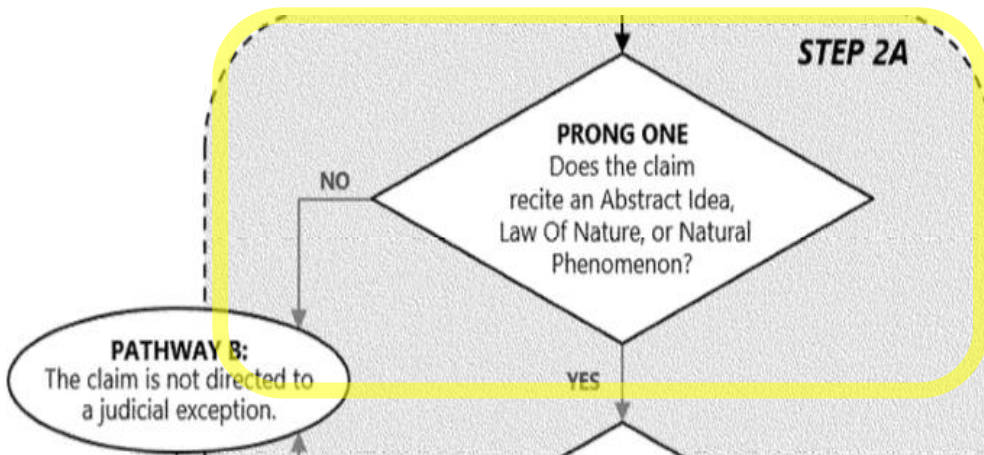 STEP 2A
PRONG ONE
Does the claim
recite an Abstract Idea,
Law Of Nature, or Natural
Phenomenon?
NO
PATHWAY B:
The claim is not directed to
a judicial exception.
YES